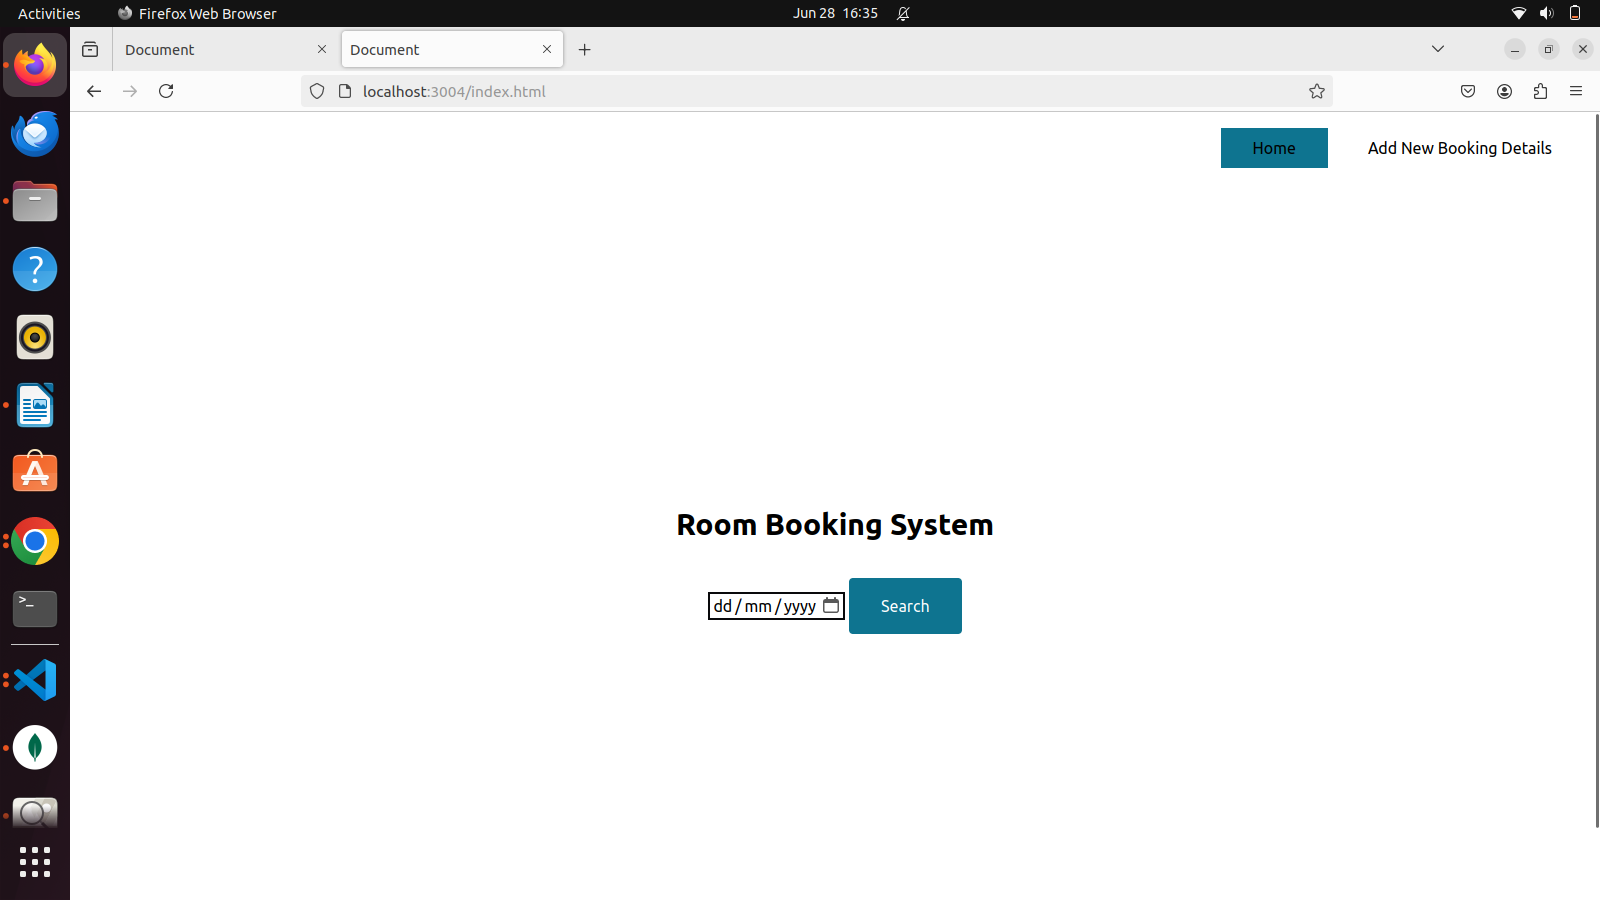 Activities Firefox Web Browser Jun 28 16:35
Document Document
localhost:3004/index.html
Home Add New Booking Details
Room Booking System
dd/mm/yyyy Search